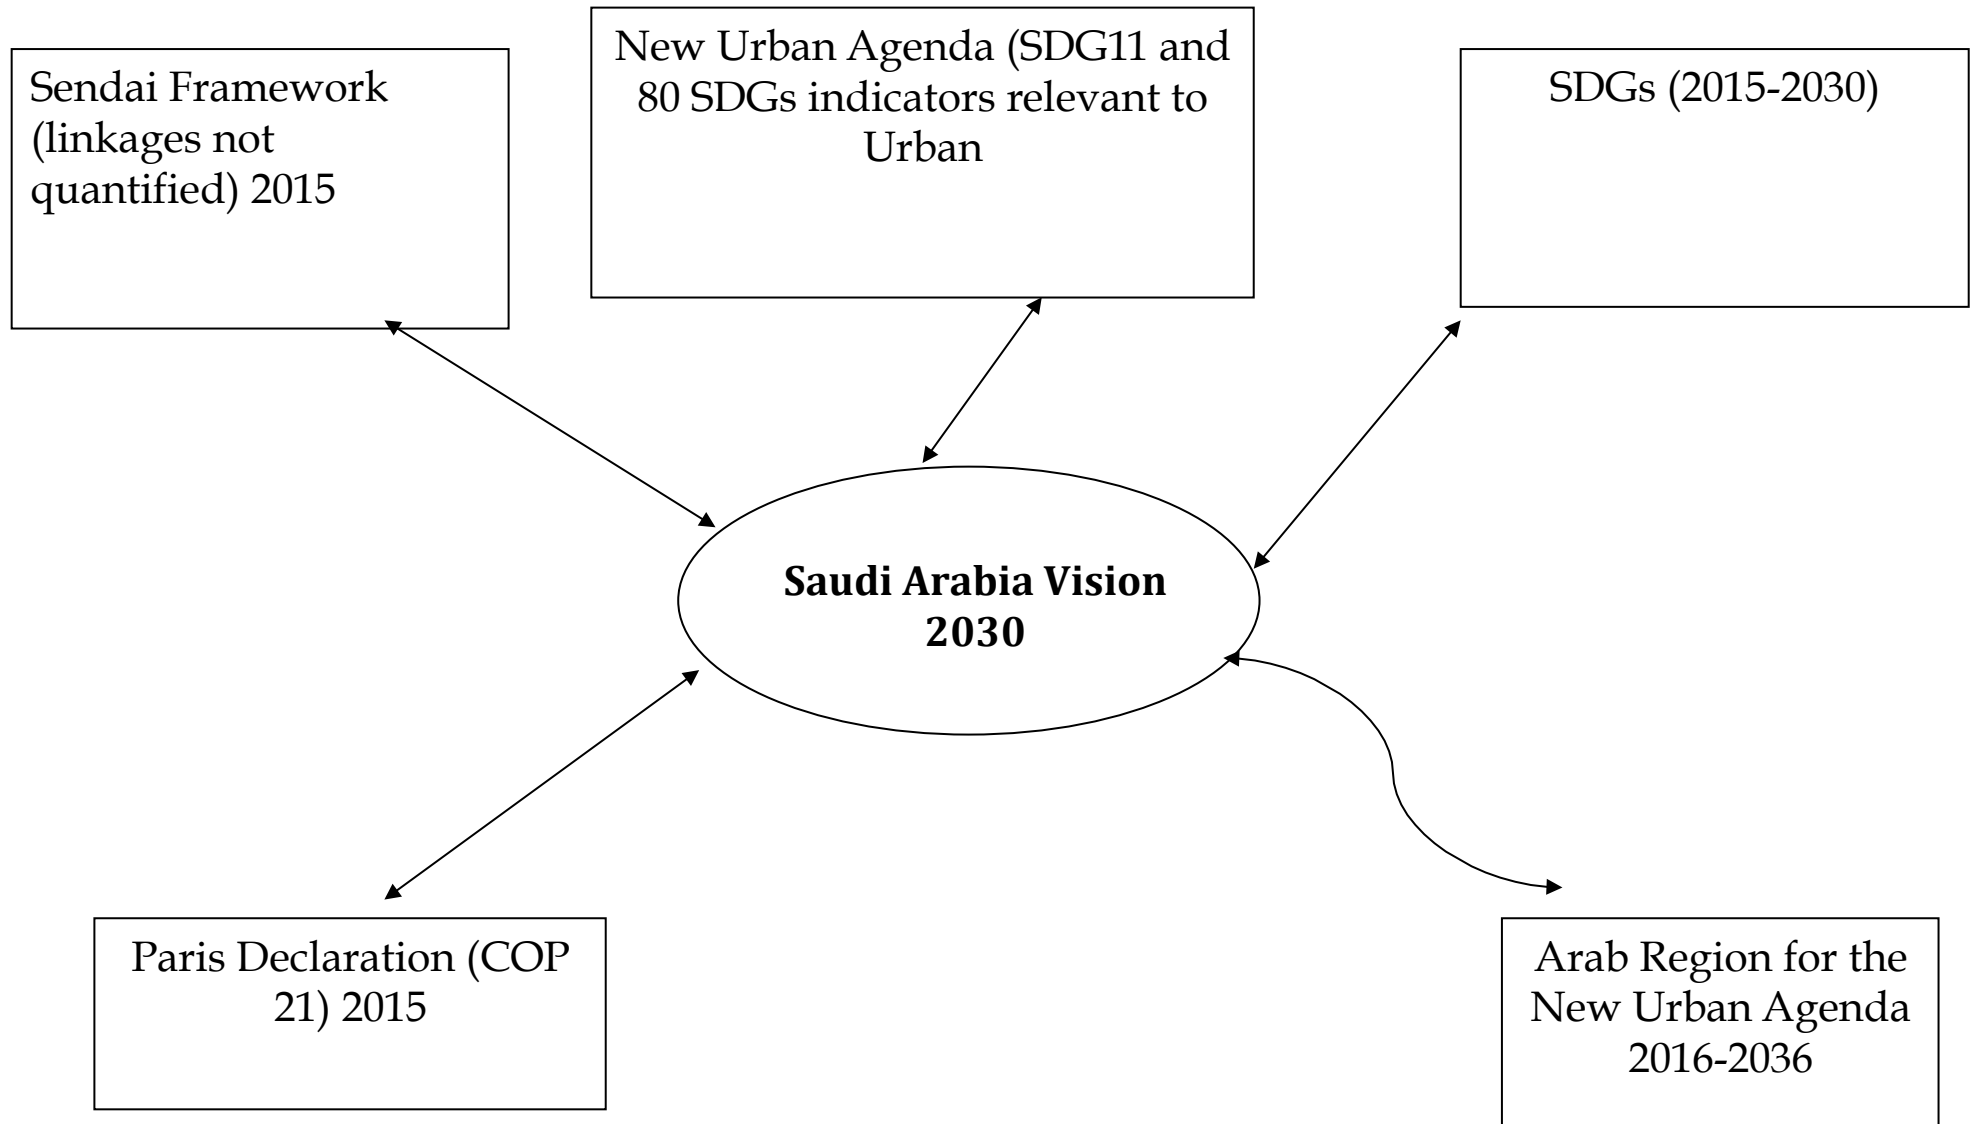 Sendai Framework
(linkages not
quantified) 2015
New Urban Agenda (SDG11 and
80 SDGs indicators relevant to
Urban
SDGs (2015-2030)
Saudi Arabia Vision
2030
Paris Declaration (COP
21) 2015
Arab Region for the
New Urban Agenda
2016-2036